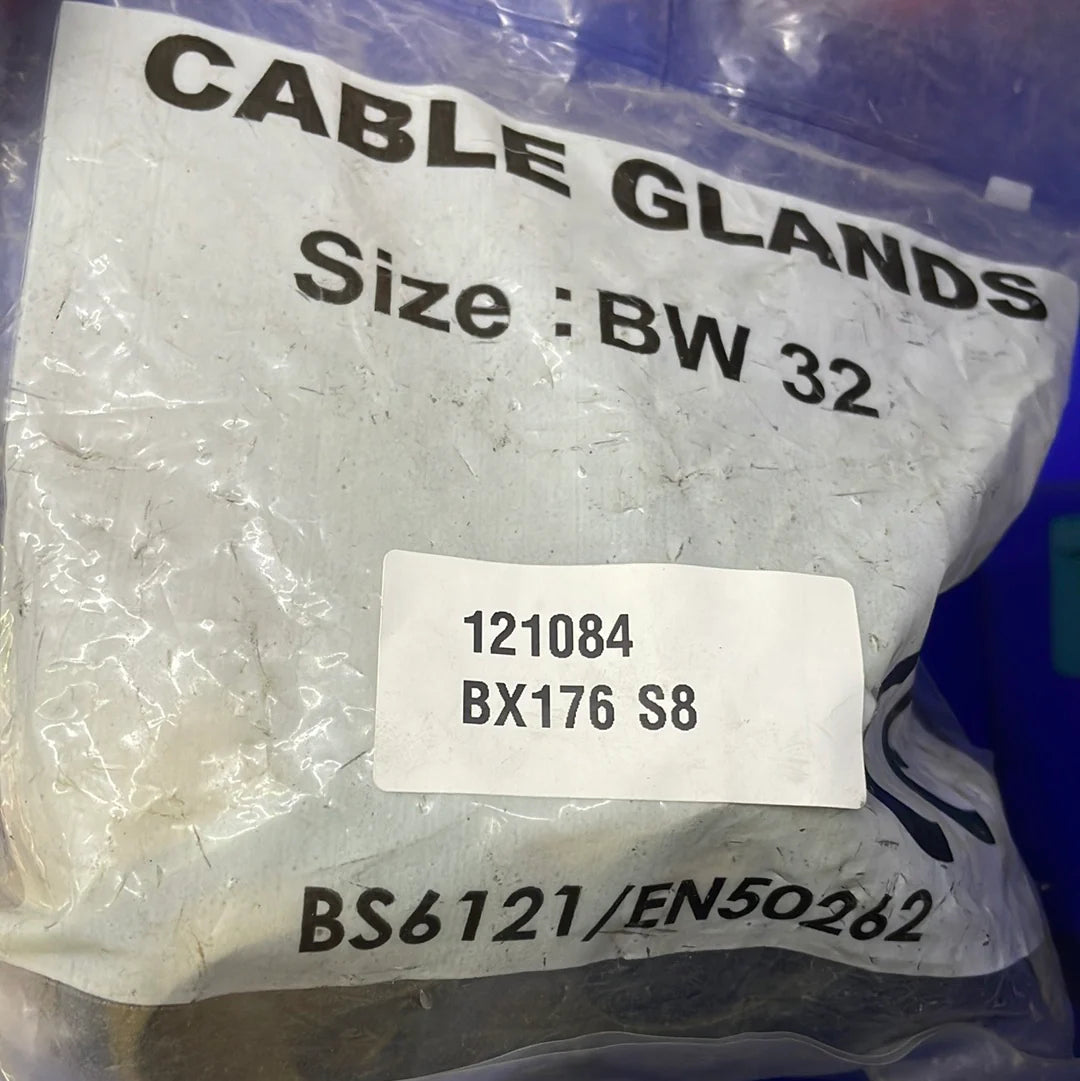 CABLE GLANDS
Size : BW 32
121084
BX176 S8
BS6121/EN50262